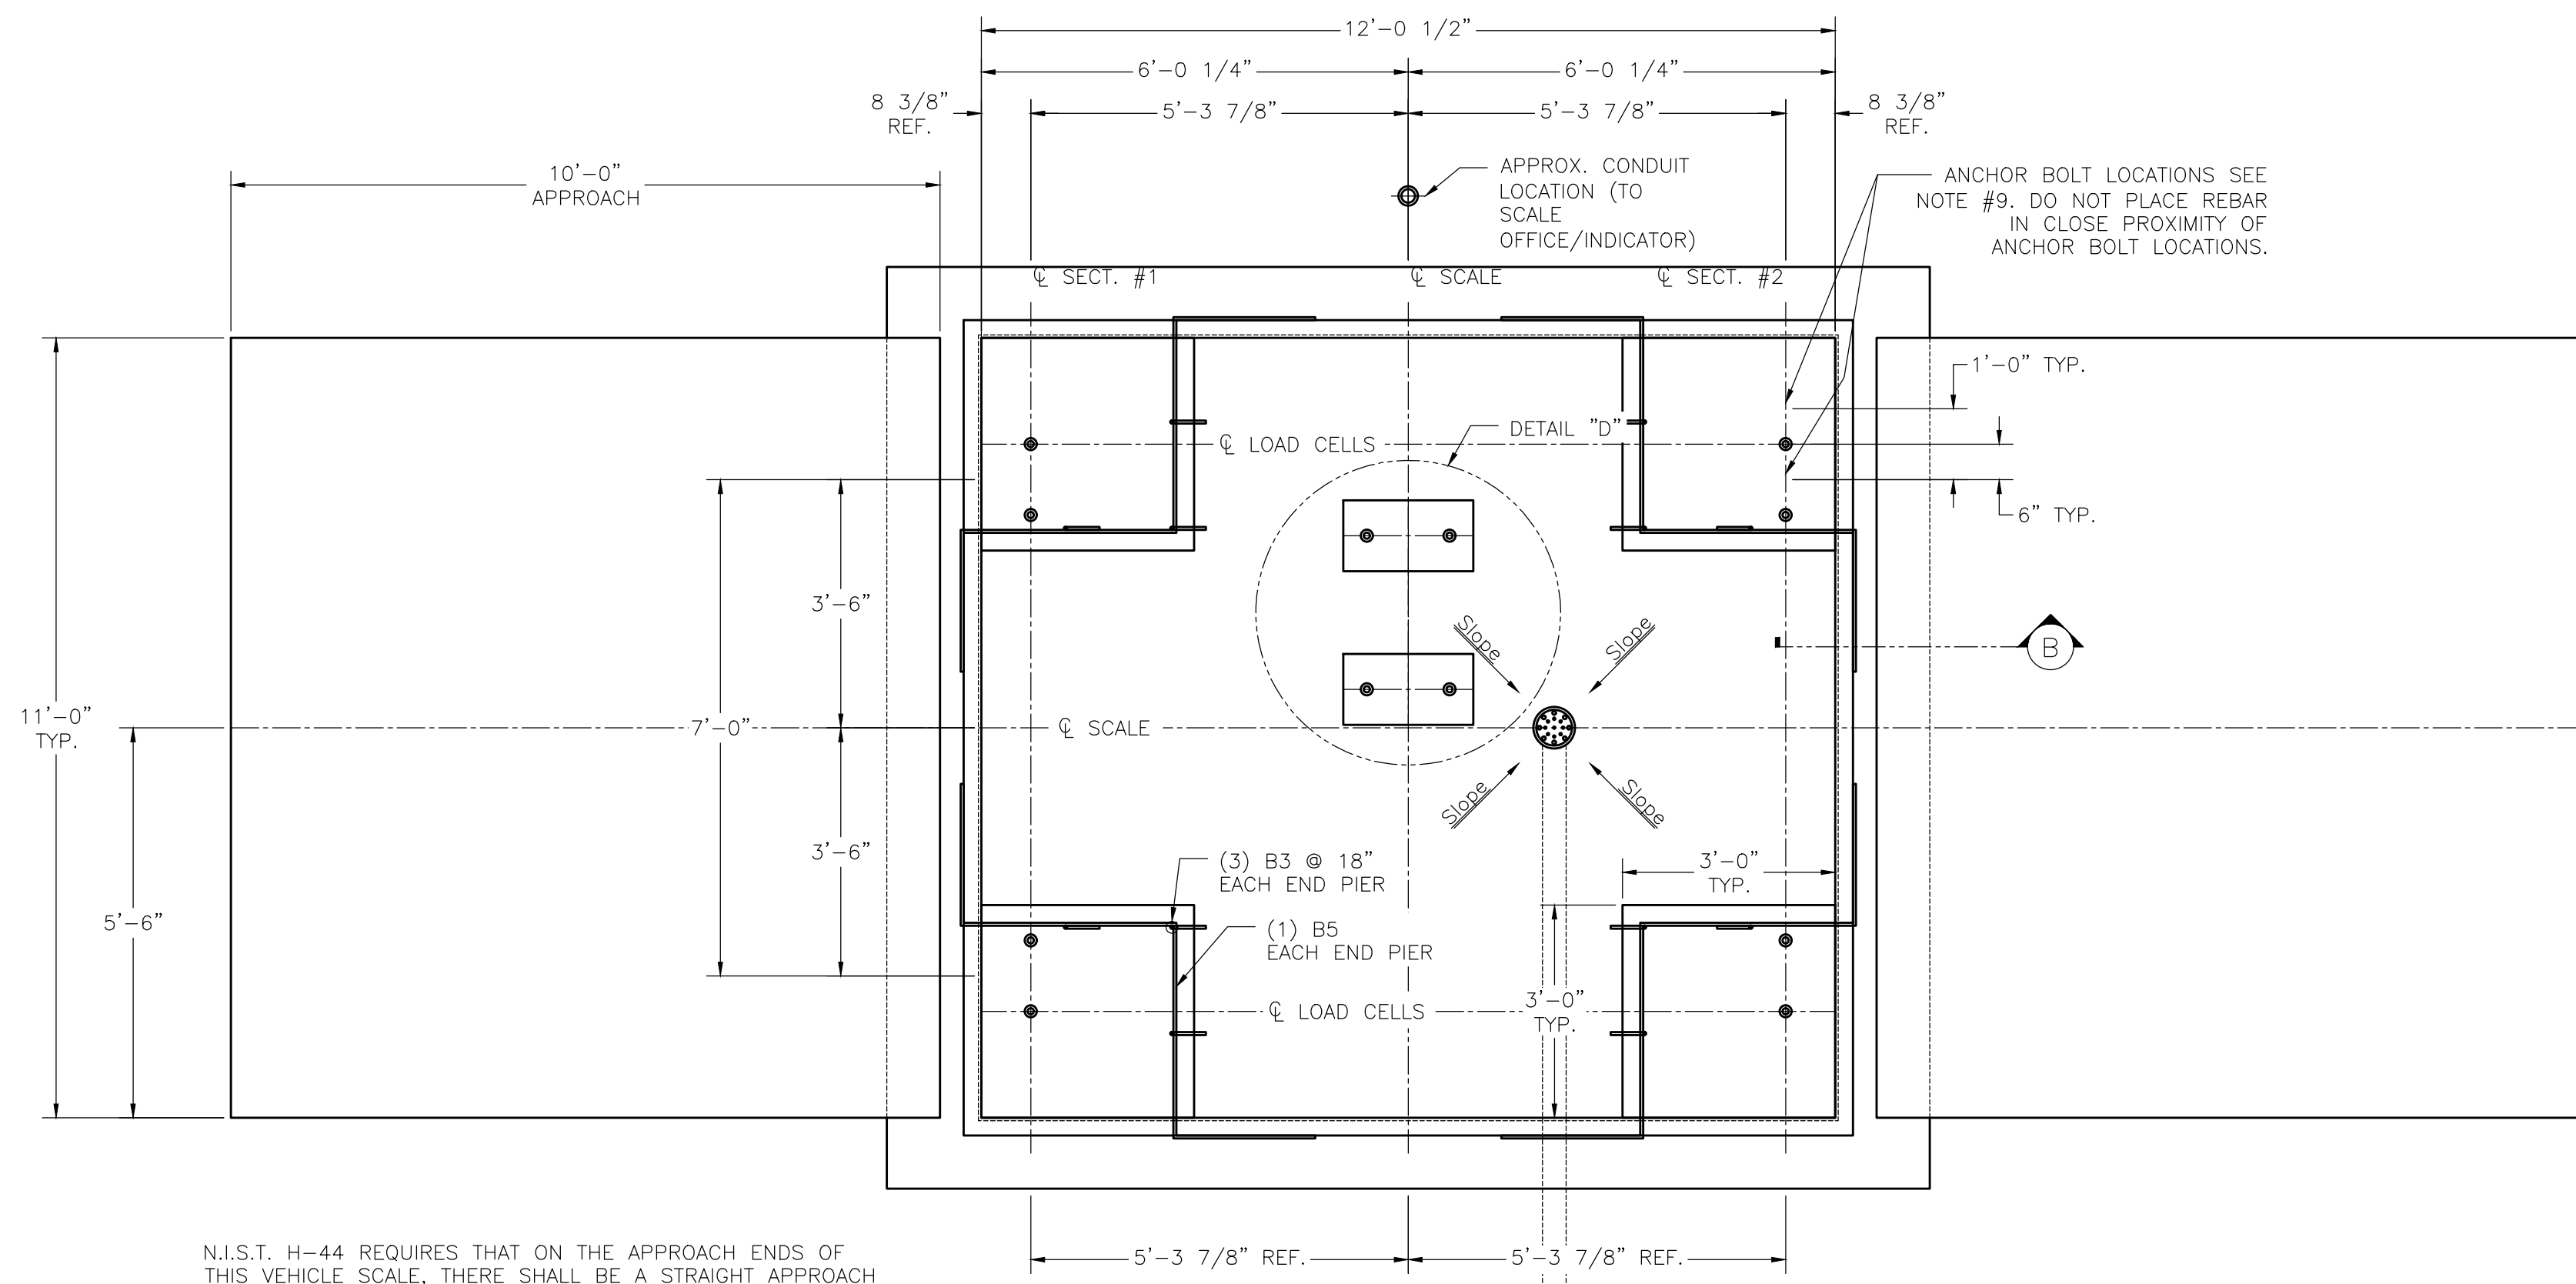 12'-0 1/2"
6'-0 1/4"
6'-0 1/4"
8 3/8"
REF.
5'-3 7/8"
5'-3 7/8"
8 3/8"
REF.
10'-0"
APPROACH
APPROX. CONDUIT
LOCATION (TO
SCALE
OFFICE/INDICATOR)
ANCHOR BOLT LOCATIONS SEE
NOTE #9. DO NOT PLACE REBAR
IN CLOSE PROXIMITY OF
ANCHOR BOLT LOCATIONS.
℄ SECT. #1
℄ SCALE
℄ SECT. #2
1'-0" TYP.
DETAIL "D"
℄ LOAD CELLS
6" TYP.
3'-6"
Slope
Slope
B
11'-0"
TYP.
7'-0"
℄ SCALE
Slope
Slope
3'-6"
(3) B3 @ 18"
EACH END PIER
3'-0"
TYP.
5'-6"
(1) B5
EACH END PIER
3'-0"
TYP.
℄ LOAD CELLS
N.I.S.T. H-44 REQUIRES THAT ON THE APPROACH ENDS OF
THIS VEHICLE SCALE, THERE SHALL BE A STRAIGHT APPROACH
5'-3 7/8" REF.
5'-3 7/8" REF.